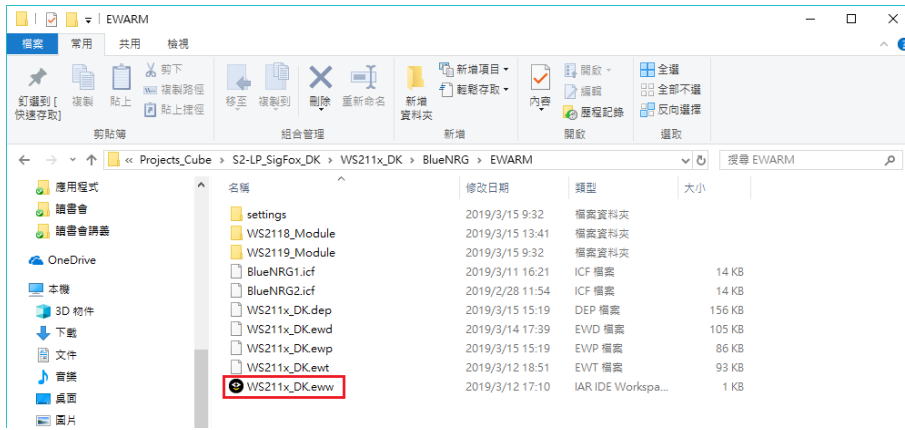 EWARM
檔案 常用 共用 檢視
釘選到 [快速存取]
複製
貼上
剪下
複製路徑
貼上捷徑
剪貼簿
移至
複製到
刪除
重新命名
組合管理
新增資料夾
新增項目
輕鬆存取
新增
內容
開啟
編輯
歷程記錄
開啟
全選
全部不選
反向選擇
選取
« Projects_Cube › S2-LP_SigFox_DK › WS211x_DK › BlueNRG › EWARM
搜尋 EWARM
應用程式
讀書會
讀書會講義
OneDrive
本機
3D 物件
下載
文件
音樂
桌面
圖片
名稱 修改日期 類型 大小
settings 2019/3/15 9:32 檔案資料夾
WS2118_Module 2019/3/15 13:41 檔案資料夾
WS2119_Module 2019/3/15 9:32 檔案資料夾
BlueNRG1.icf 2019/3/11 16:21 ICF 檔案 14 KB
BlueNRG2.icf 2019/2/28 11:54 ICF 檔案 14 KB
WS211x_DK.dep 2019/3/15 15:19 DEP 檔案 156 KB
WS211x_DK.ewd 2019/3/14 17:39 EWD 檔案 105 KB
WS211x_DK.ewp 2019/3/15 15:19 EWP 檔案 86 KB
WS211x_DK.ewt 2019/3/12 18:51 EWT 檔案 93 KB
WS211x_DK.eww 2019/3/12 17:10 IAR IDE Workspa... 1 KB